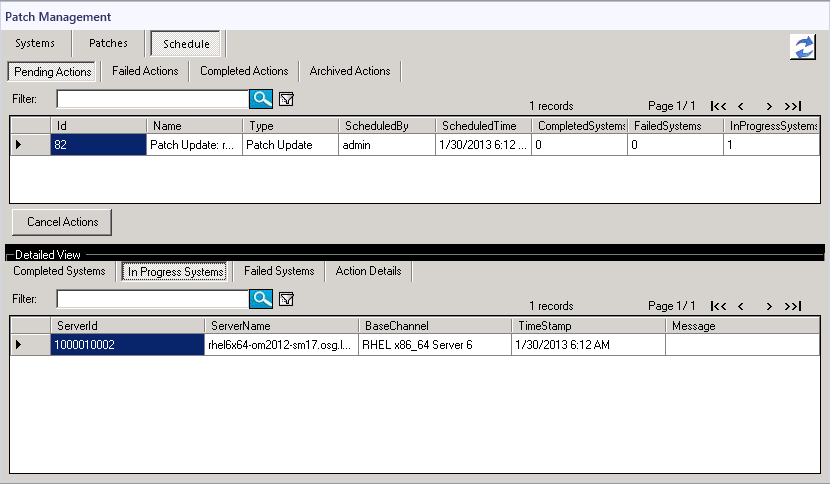 Patch Management
Systems Patches Schedule
Pending Actions Failed Actions Completed Actions Archived Actions
Filter: 1 records Page 1/ 1
Id Name Type ScheduledBy ScheduledTime CompletedSystems FailedSystems InProgressSystems
82 Patch Update: r... Patch Update admin 1/30/2013 6:12 ... 0 0 1
Cancel Actions
Detailed View
Completed Systems In Progress Systems Failed Systems Action Details
Filter: 1 records Page 1/ 1
ServerId ServerName BaseChannel TimeStamp Message
1000010002 rhel6x64-om2012-sm17.osg.l... RHEL x86_64 Server 6 1/30/2013 6:12 AM